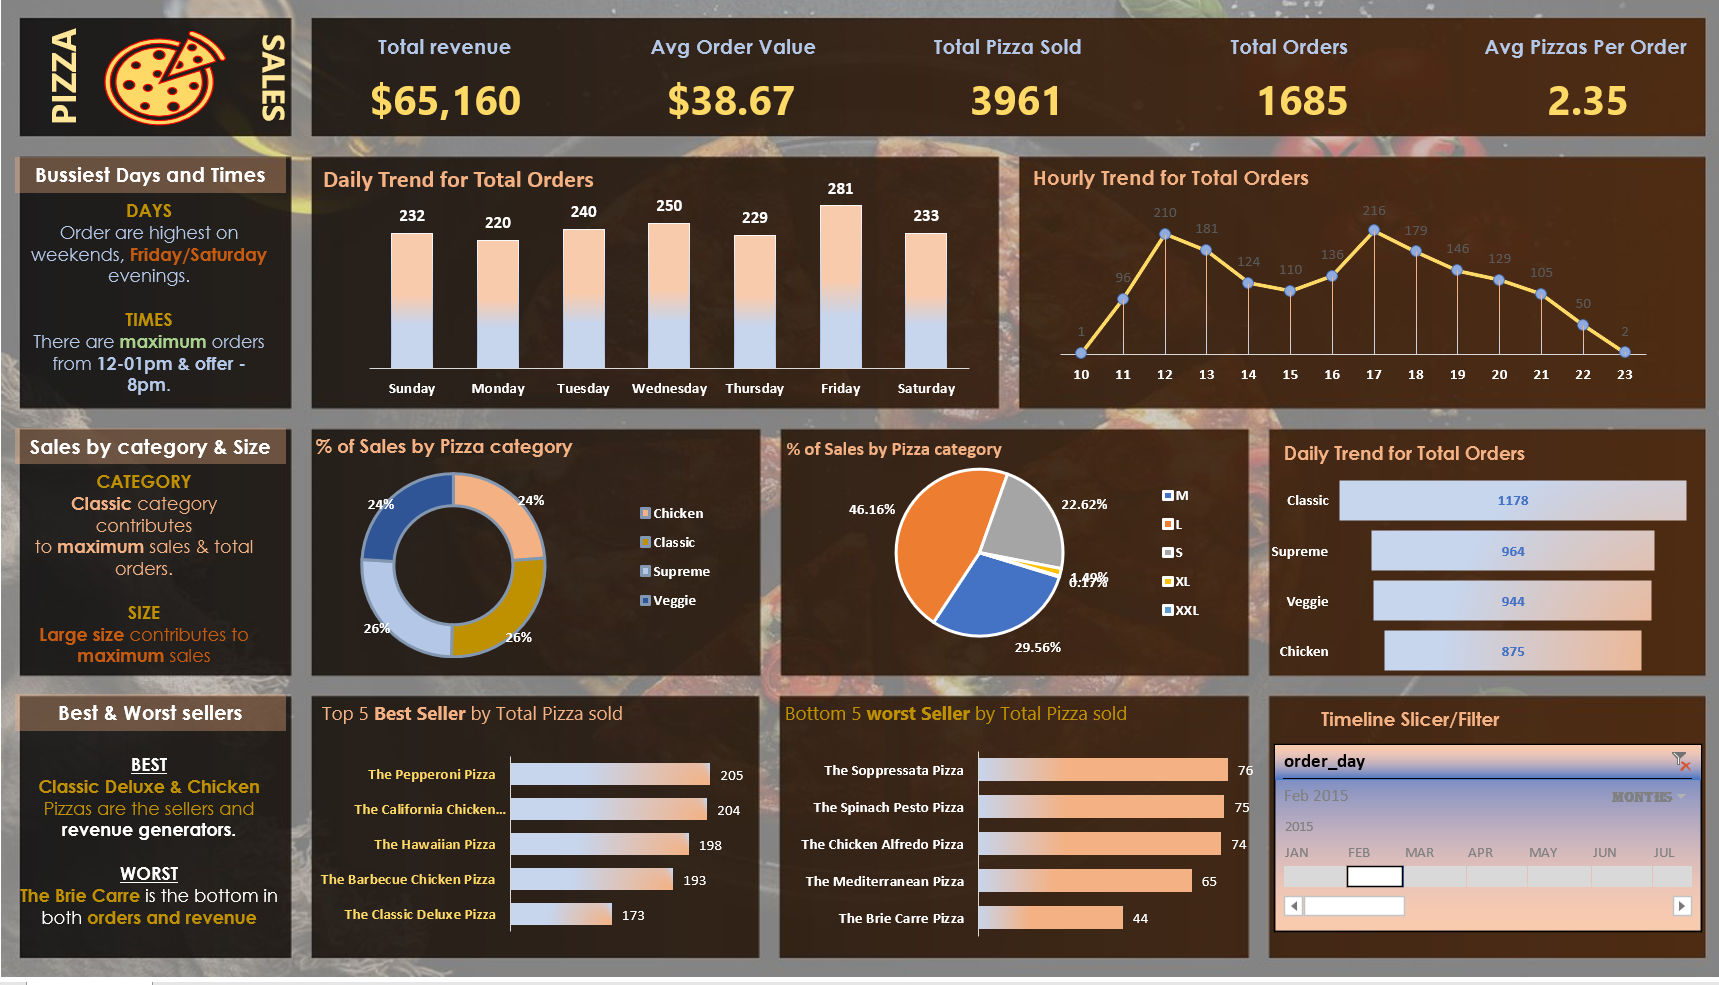 PIZZA
SALES
Total revenue
$65,160
Avg Order Value
$38.67
Total Pizza Sold
3961
Total Orders
1685
Avg Pizzas Per Order
2.35
Bussiest Days and Times
DAYS
Order are highest on
weekends, Friday/Saturday
evenings.
TIMES
There are maximum orders
from 12-01pm & offer -
8pm.
Daily Trend for Total Orders
232
220
240
250
229
281
233
Sunday
Monday
Tuesday
Wednesday
Thursday
Friday
Saturday
Hourly Trend for Total Orders
1
96
210
181
124
110
136
216
179
146
129
105
50
2
10
11
12
13
14
15
16
17
18
19
20
21
22
23
Sales by category & Size
CATEGORY
Classic category
contributes
to maximum sales & total
orders.
SIZE
Large size contributes to
maximum sales
% of Sales by Pizza category
24%
24%
26%
26%
Chicken
Classic
Supreme
Veggie
% of Sales by Pizza category
46.16%
22.62%
1.49%
0.17%
29.56%
M
L
S
XL
XXL
Daily Trend for Total Orders
Classic
1178
Supreme
964
Veggie
944
Chicken
875
Best & Worst sellers
BEST
Classic Deluxe & Chicken
Pizzas are the sellers and
revenue generators.
WORST
The Brie Carre is the bottom in
both orders and revenue
Top 5 Best Seller by Total Pizza sold
The Pepperoni Pizza
205
The California Chicken...
204
The Hawaiian Pizza
198
The Barbecue Chicken Pizza
193
The Classic Deluxe Pizza
173
Bottom 5 worst Seller by Total Pizza sold
The Soppressata Pizza
76
The Spinach Pesto Pizza
75
The Chicken Alfredo Pizza
74
The Mediterranean Pizza
65
The Brie Carre Pizza
44
Timeline Slicer/Filter
order_day
Feb 2015
MONTHS
2015
JAN
FEB
MAR
APR
MAY
JUN
JUL